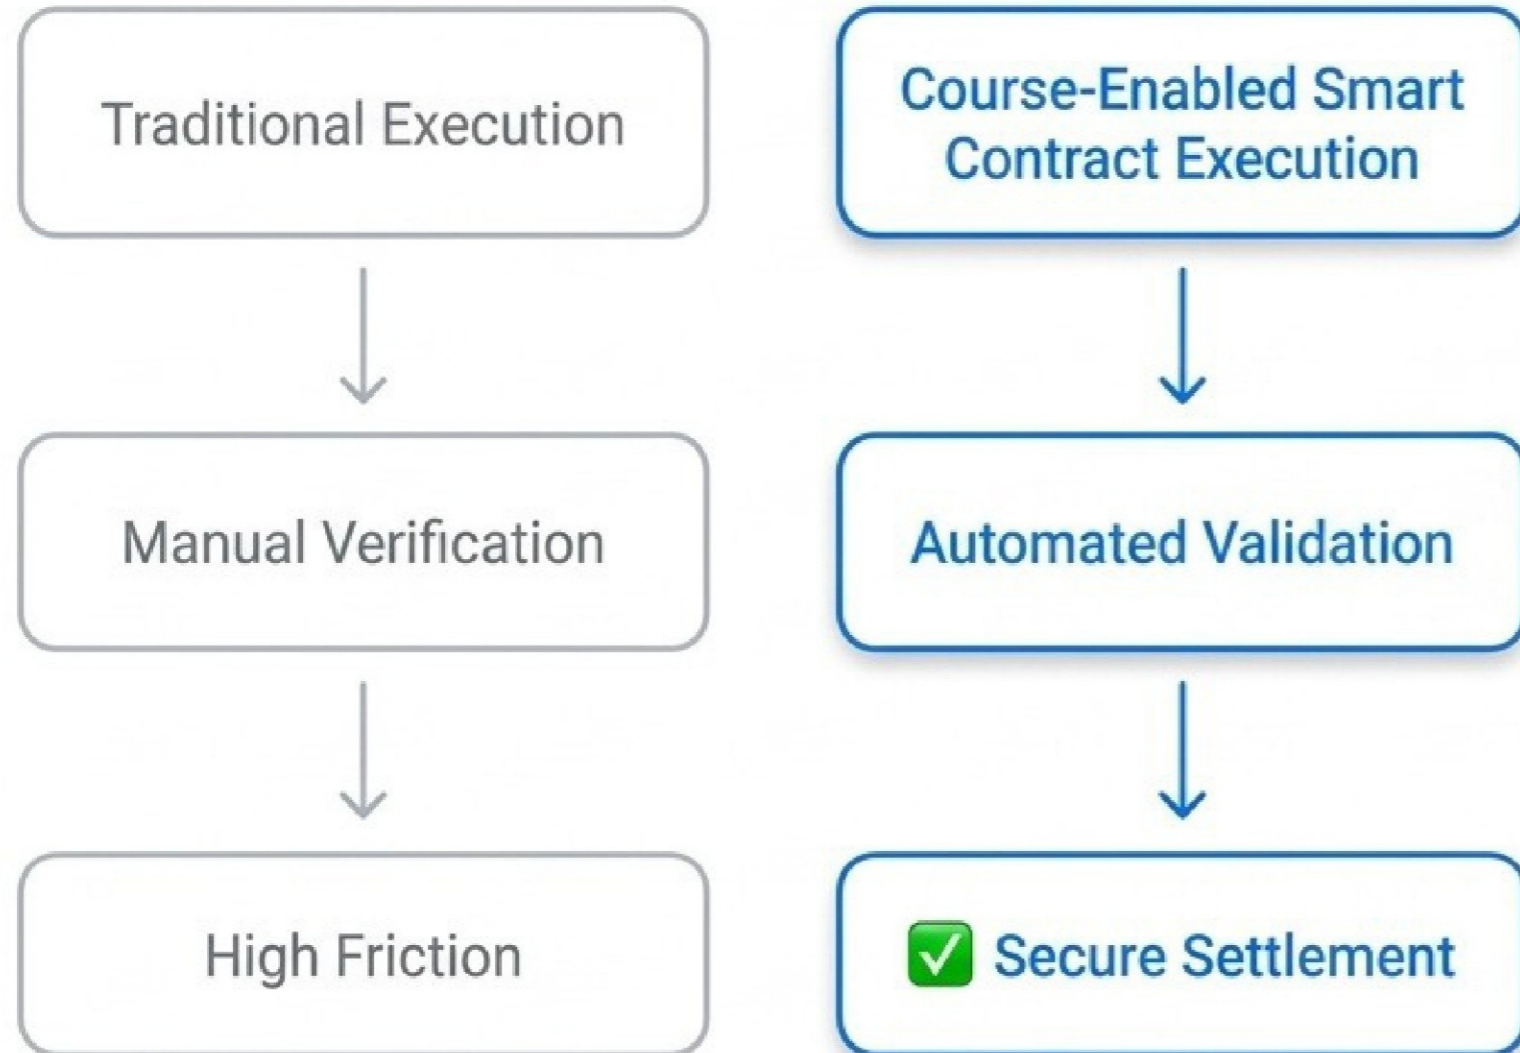 Traditional Execution
Manual Verification
High Friction
Course-Enabled Smart
Contract Execution
Automated Validation
✅ Secure Settlement